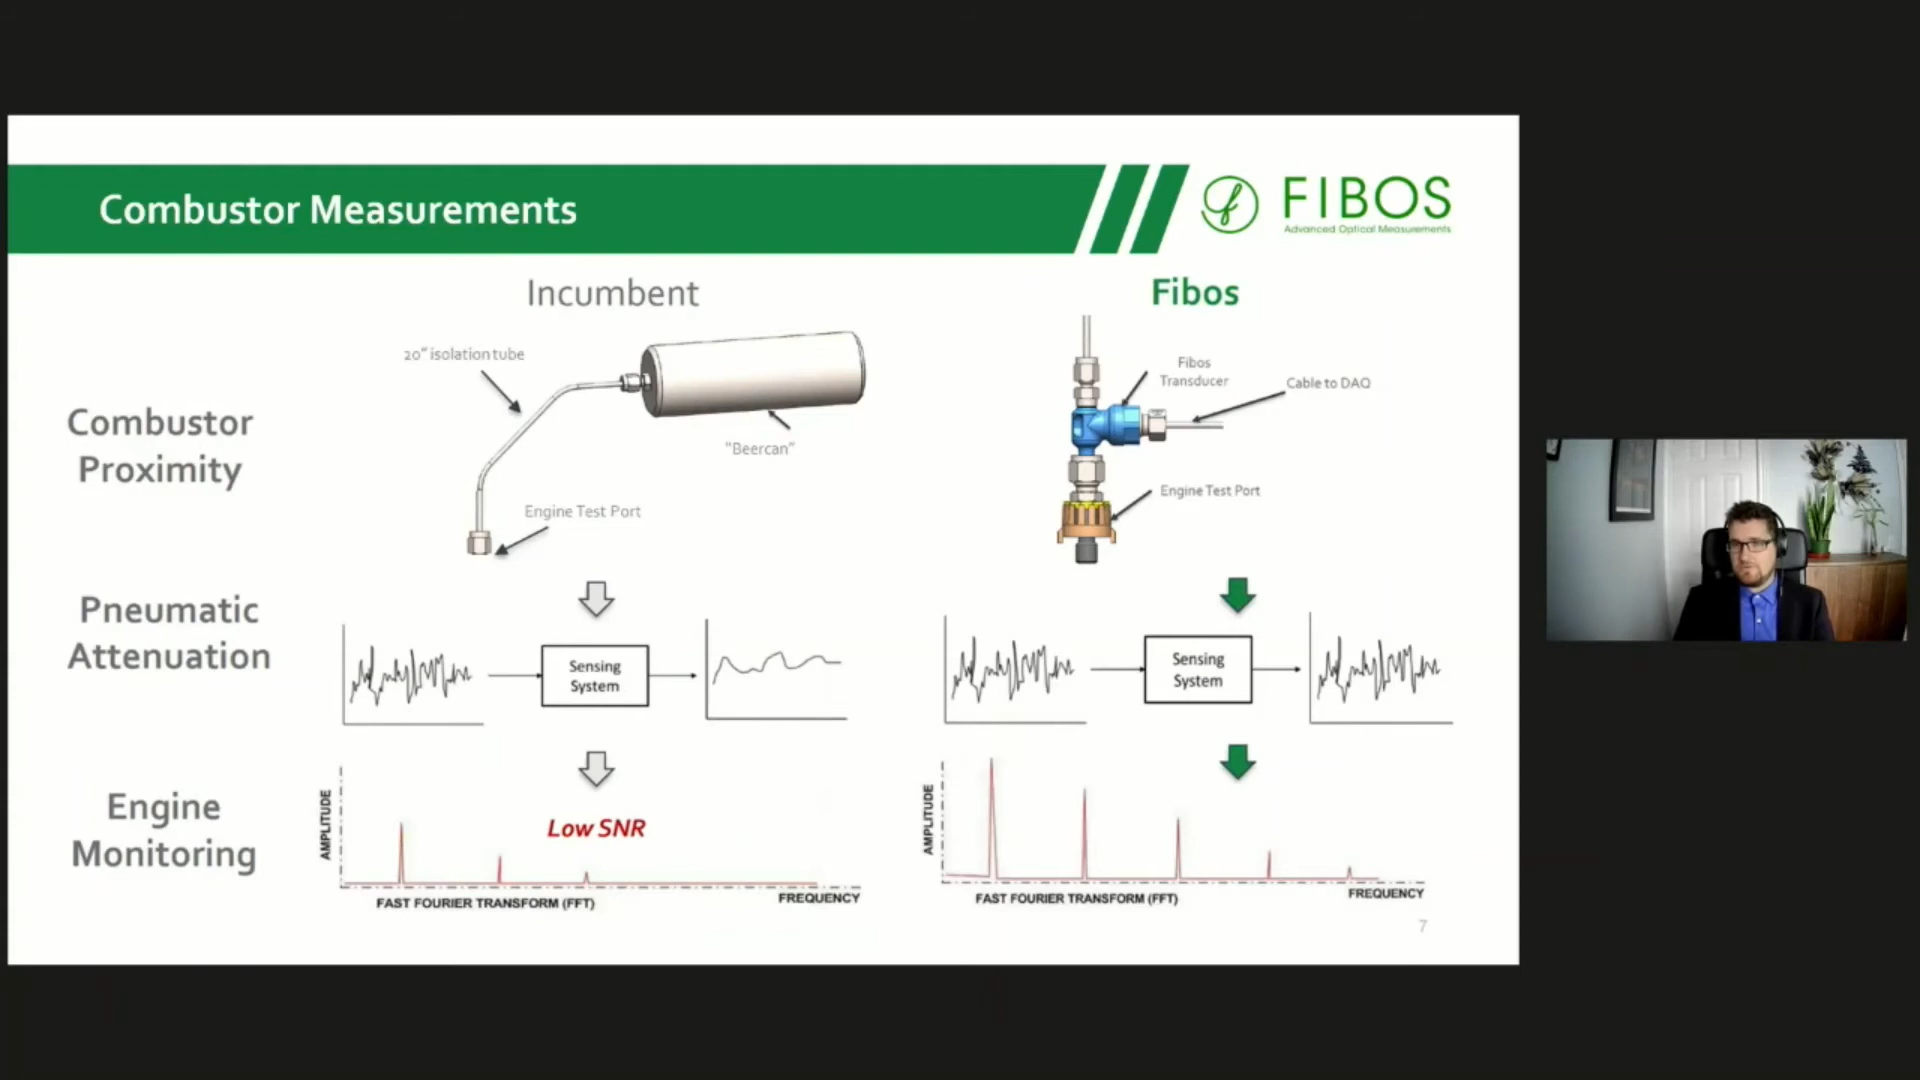 Combustor Measurements
FIBOS
Advanced Optical Measurements
Incumbent
Fibos
20" isolation tube
"Beercan"
Engine Test Port
Fibos
Transducer
Cable to DAQ
Engine Test Port
Combustor
Proximity
Pneumatic
Attenuation
Sensing
System
Sensing
System
Engine
Monitoring
AMPLITUDE
Low SNR
FAST FOURIER TRANSFORM (FFT)
FREQUENCY
AMPLITUDE
FAST FOURIER TRANSFORM (FFT)
FREQUENCY
7